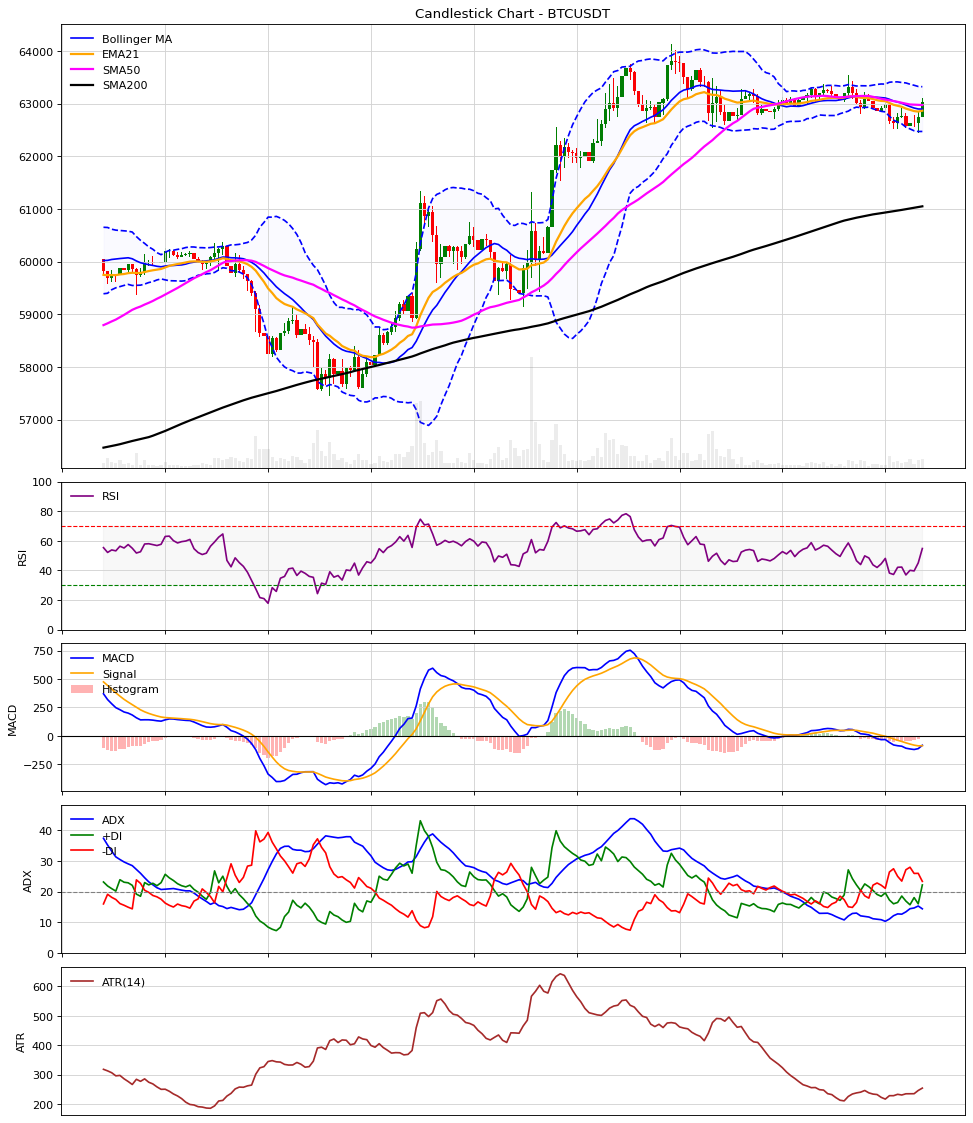 Candlestick Chart - BTCUSDT
Bollinger MA
EMA21
SMA50
SMA200
64000
63000
62000
61000
60000
59000
58000
57000
RSI
100
80
60
40
20
0
RSI
MACD
Signal
Histogram
750
500
250
0
−250
MACD
ADX
+DI
-DI
40
30
20
10
0
ADX
ATR(14)
600
500
400
300
200
ATR